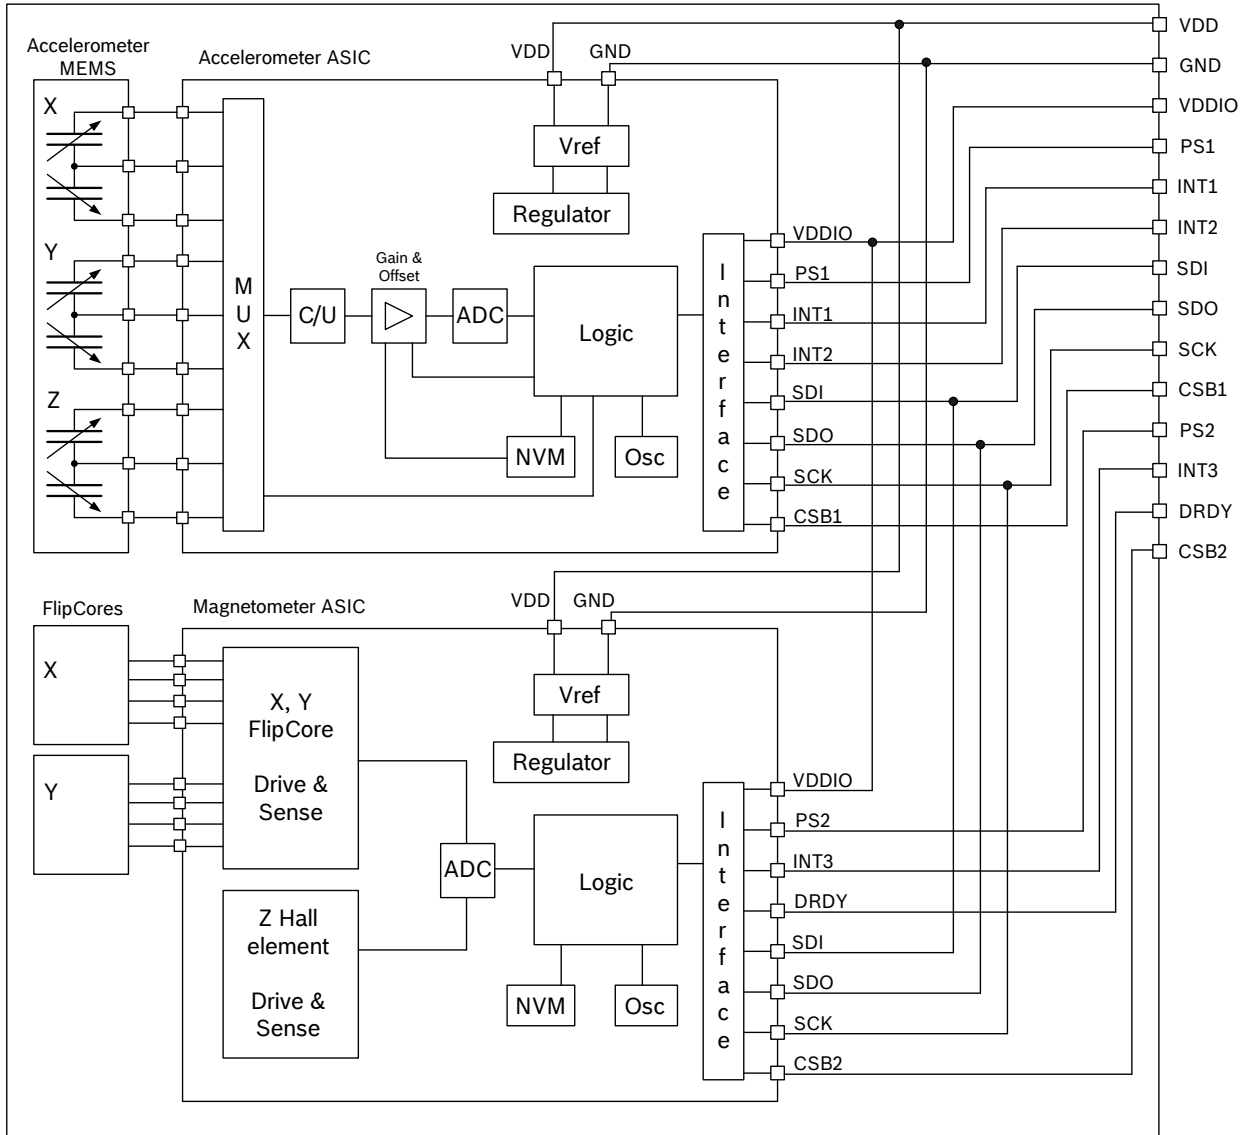 Accelerometer
MEMS
Accelerometer ASIC
VDD
GND
VDD
GND
VDDIO
PS1
INT1
INT2
SDI
SDO
SCK
CSB1
PS2
INT3
DRDY
CSB2
X
Y
Z
M
U
X
C/U
Gain &
Offset
ADC
Logic
NVM
Osc
Vref
Regulator
I
n
t
e
r
f
a
c
e
VDDIO
PS1
INT1
INT2
SDI
SDO
SCK
CSB1
FlipCores
Magnetometer ASIC
VDD
GND
X
Y
X, Y
FlipCore
Drive &
Sense
Z Hall
element
Drive &
Sense
ADC
Vref
Regulator
Logic
NVM
Osc
I
n
t
e
r
f
a
c
e
VDDIO
PS2
INT3
DRDY
SDI
SDO
SCK
CSB2